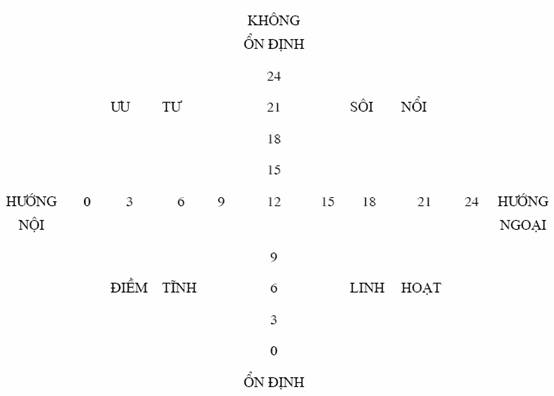 KHÔNG
ỔN ĐỊNH
24
ƯU TƯ 21 SÔI NỔI
18
15
HƯỚNG 0 3 6 9 12 15 18 21 24 HƯỚNG
NỘI NGOẠI
9
ĐIỀM TĨNH 6 LINH HOẠT
3
0
ỔN ĐỊNH